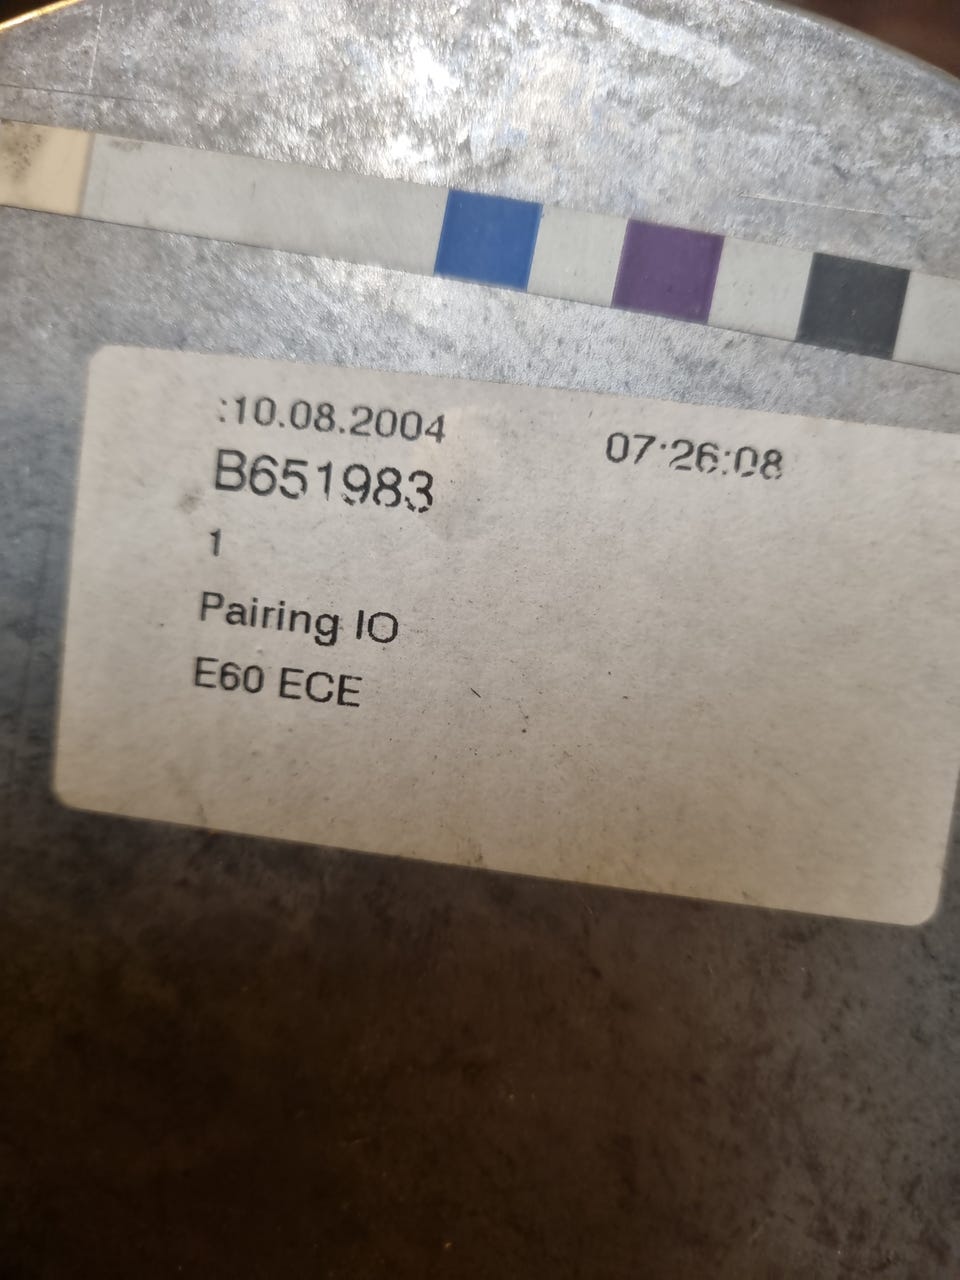 :10.08.2004 07:26:08
B651983
1
Pairing IO
E60 ECE